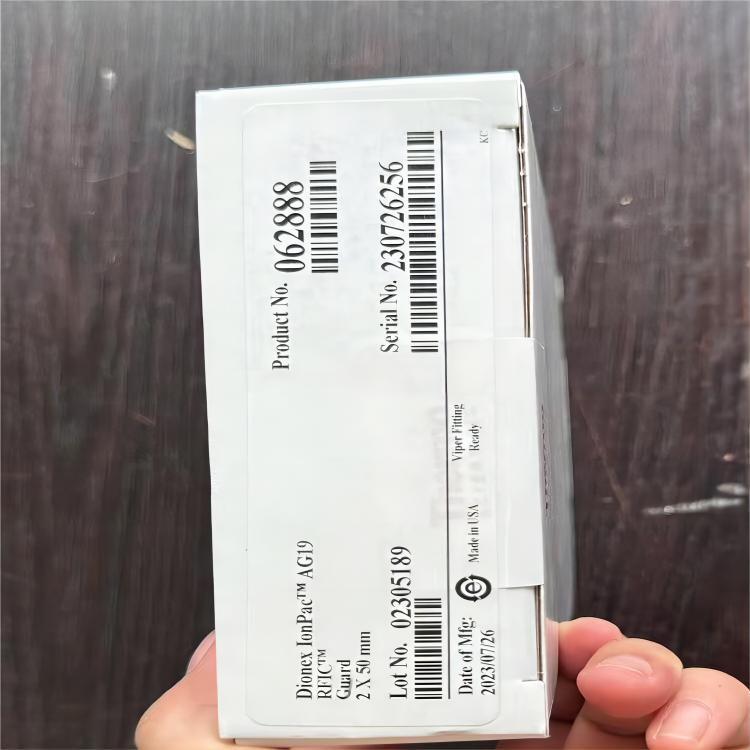 Dionex IonPac™ AG19
RFIC™
Guard
2 X 50 mm
Product No. 062888
Lot No. 02305189
Serial No. 230726256
Date of Mfg:
2023/07/26
Made in USA
Viper Fitting
Ready
KC